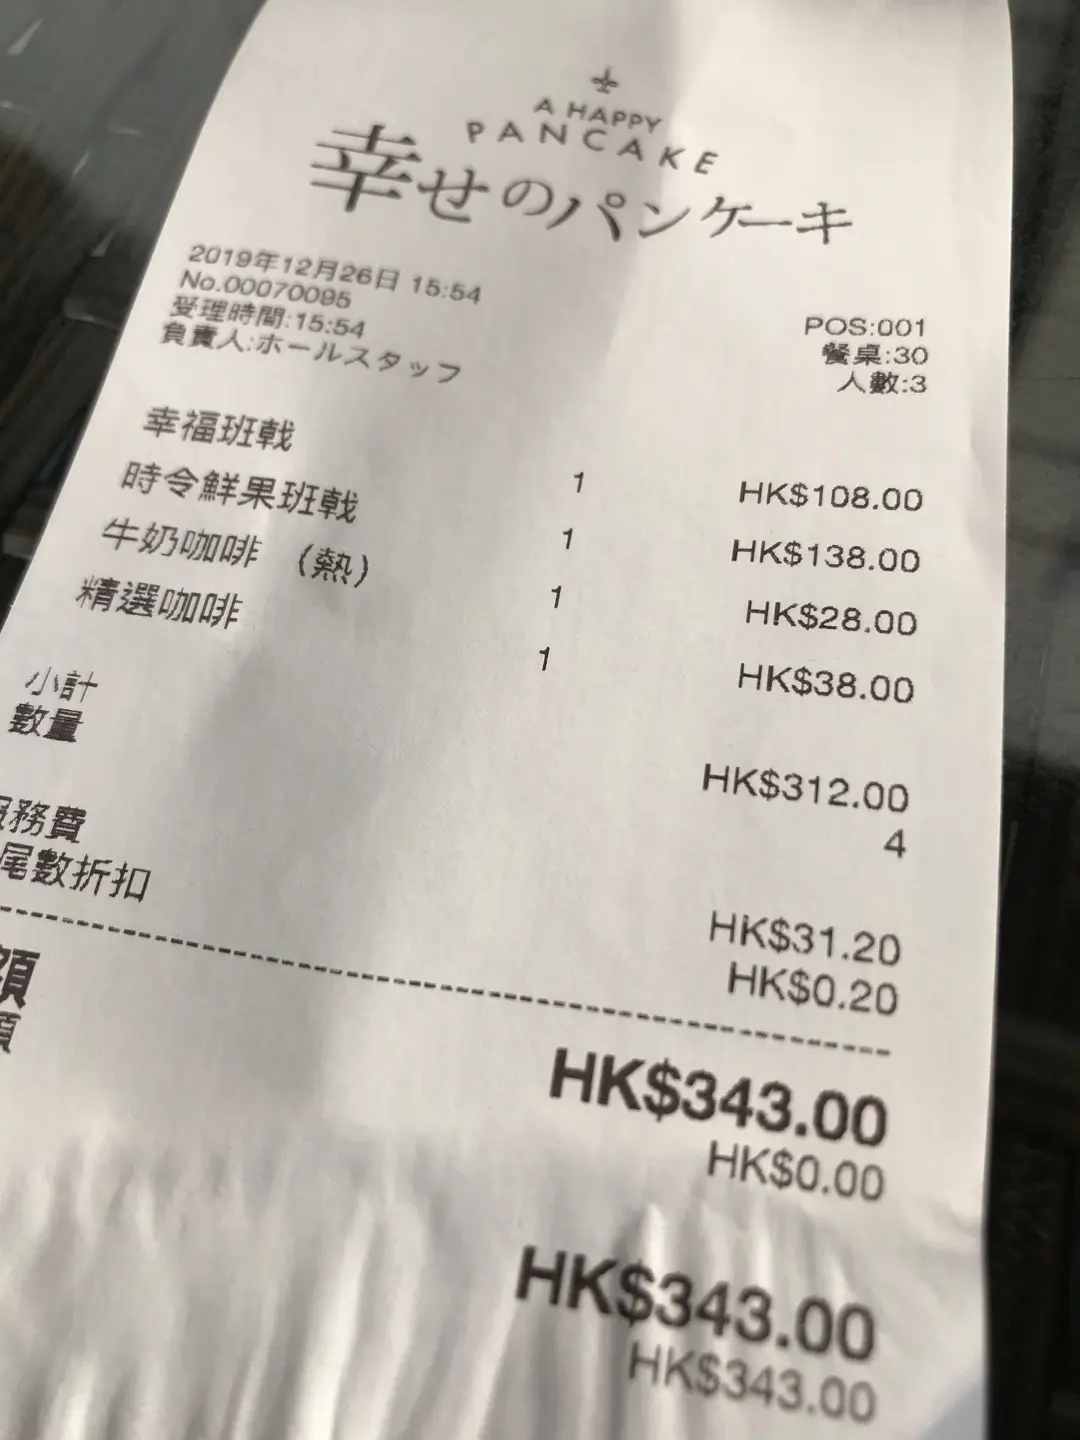 A HAPPY
PANCAKE
幸せのパンケーキ
2019年12月26日 15:54
No.00070095
受理時間:15:54
負責人:ホールスタッフ
POS:001
餐桌:30
人數:3
幸福班戟 1 HK$108.00
時令鮮果班戟 1 HK$138.00
牛奶咖啡 (熱) 1 HK$28.00
精選咖啡 1 HK$38.00
小計 HK$312.00
數量 4
服務費 HK$31.20
尾數折扣 HK$0.20
額 HK$343.00
HK$0.00
HK$343.00
HK$343.00